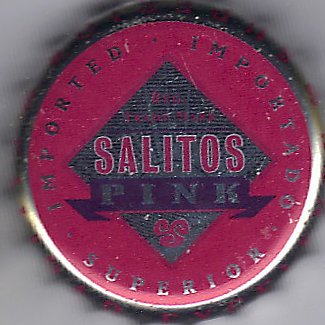 IMPORTED · IMPORTADO · SUPERIOR ·
SALITOS
PINK